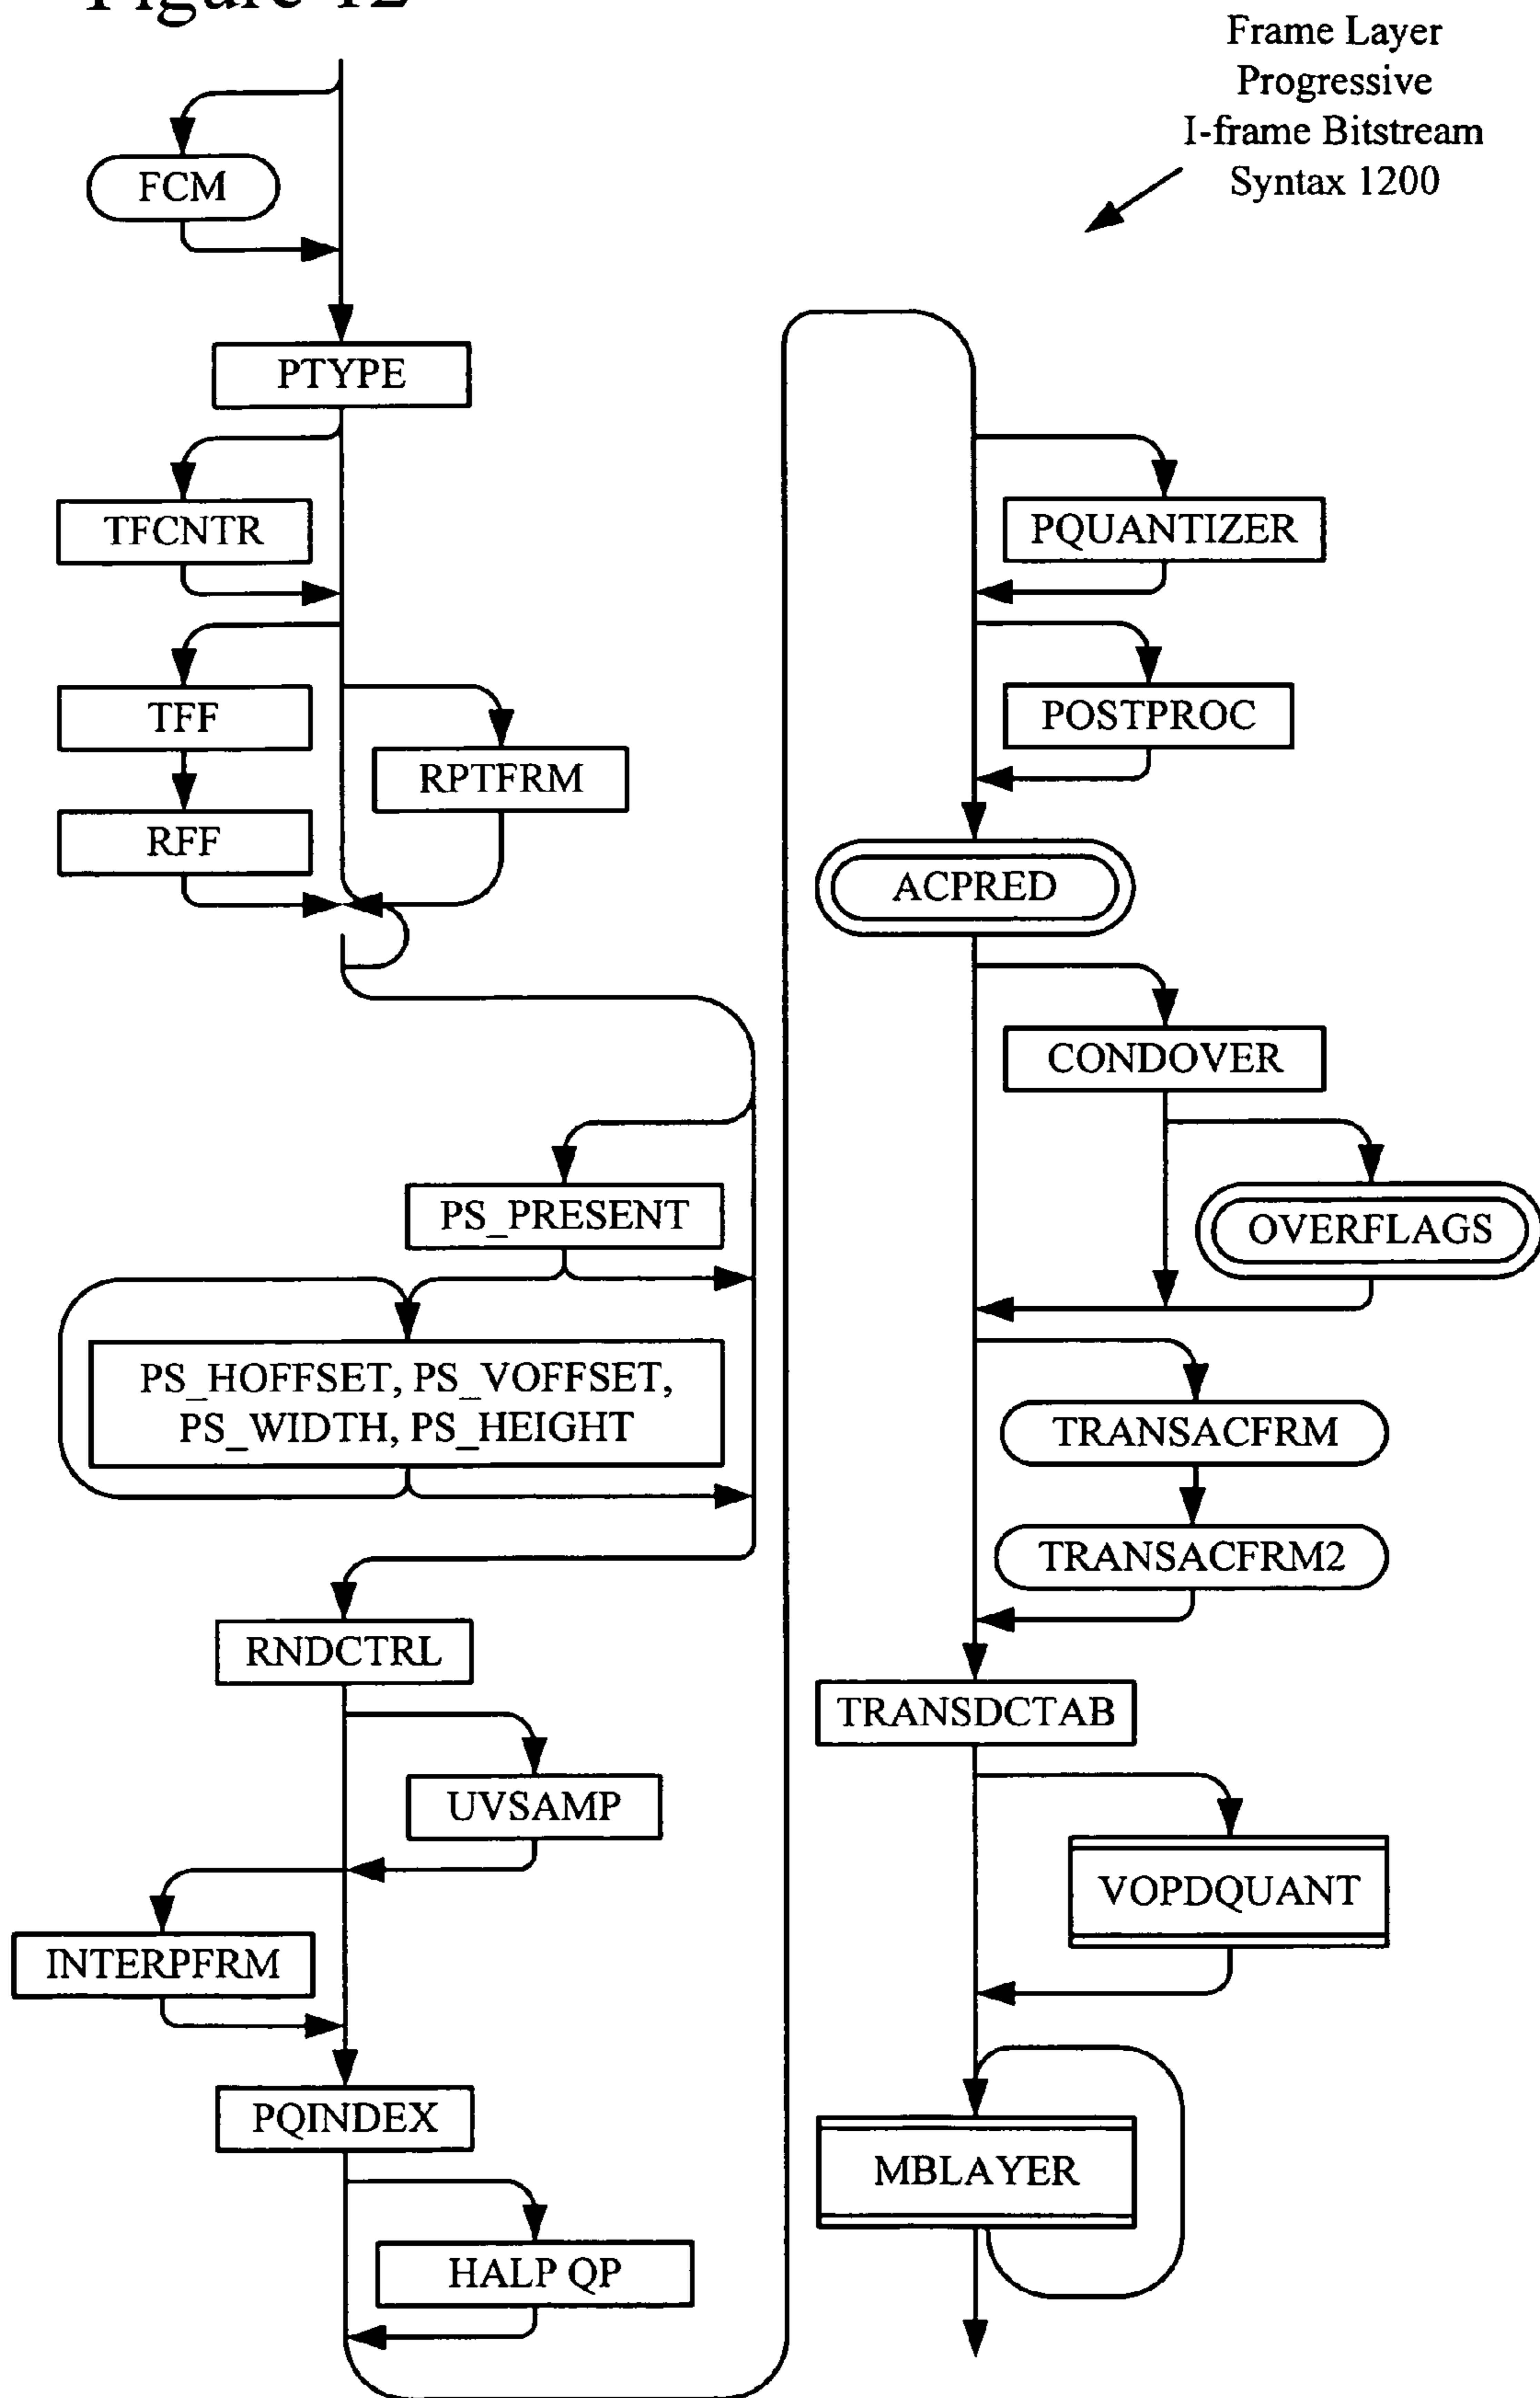 Figure 12
Frame Layer
Progressive
I-frame Bitstream
Syntax 1200
FCM
PTYPE
TFCNTR
TFF
RPTFRM
RFF
PS_PRESENT
PS_HOFFSET, PS_VOFFSET,
PS_WIDTH, PS_HEIGHT
RNDCTRL
UVSAMP
INTERPFRM
PQINDEX
HALP QP
PQUANTIZER
POSTPROC
ACPRED
CONDOVER
OVERFLAGS
TRANSACFRM
TRANSACFRM2
TRANSDCTAB
VOPDQUANT
MBLAYER